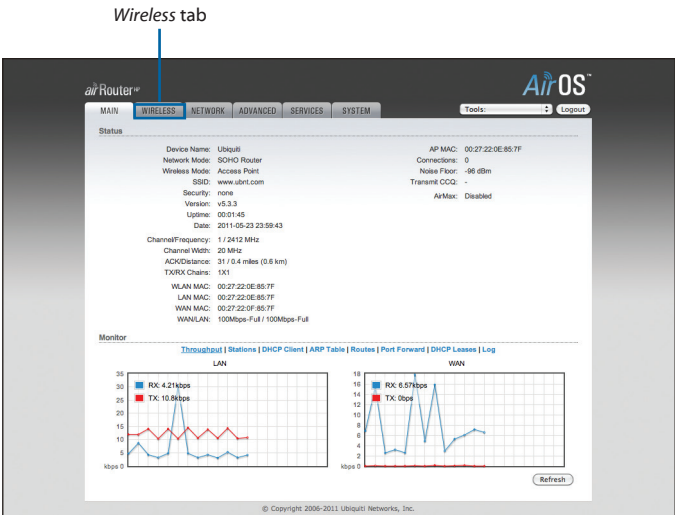 Wireless tab
airRouter HP
AirOS™
MAIN WIRELESS NETWORK ADVANCED SERVICES SYSTEM Tools: Logout
Status
Device Name: Ubiquiti
Network Mode: SOHO Router
Wireless Mode: Access Point
SSID: www.ubnt.com
Security: none
Version: v5.3.3
Uptime: 00:01:45
Date: 2011-05-23 23:59:43
Channel/Frequency: 1 / 2412 MHz
Channel Width: 20 MHz
ACK/Distance: 31 / 0.4 miles (0.6 km)
TX/RX Chains: 1X1
WLAN MAC: 00:27:22:0E:85:7F
LAN MAC: 00:27:22:0E:85:7F
WAN MAC: 00:27:22:0F:85:7F
WAN/LAN: 100Mbps-Full / 100Mbps-Full
AP MAC: 00:27:22:0E:85:7F
Connections: 0
Noise Floor: -96 dBm
Transmit CCQ: -
AirMax: Disabled
Monitor
Throughput | Stations | DHCP Client | ARP Table | Routes | Port Forward | DHCP Leases | Log
LAN
35
30
25
20
15
10
5
kbps 0
RX: 4.21kbps
TX: 10.8kbps
WAN
18
16
14
12
10
8
6
4
2
kbps 0
RX: 6.57kbps
TX: 0bps
Refresh
© Copyright 2006-2011 Ubiquiti Networks, Inc.